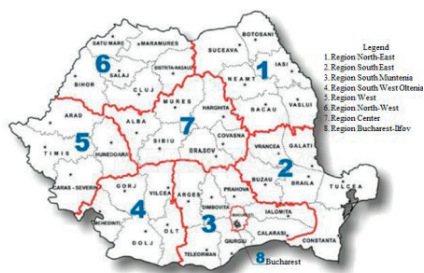 BOTOSANI
SATU MARE
MARAMURES
SUCEAVA
IASI
6
BISTRITA-NASAUD
1
SALAJ
NEAMT
BIHOR
CLUJ
MURES
HARGHITA
BACAU
VASLUI
ARAD
ALBA
7
5
COVASNA
VRANCEA
GALATI
TIMIS
HUNEDOARA
SIBIU
BRASOV
2
CARAS - SEVERIN
GORJ
VILCEA
ARGES
PRAHOVA
BUZAU
BRAILA
TULCEA
4
DIMBOVITA
MEHEDINTI
3
IALOMITA
DOLJ
OLT
CALARASI
CONSTANTA
GIURGIU
TELEORMAN
8 Bucharest
Legend
1. Region North-East
2. Region South East
3. Region South Muntenia
4. Region South West Oltenia
5. Region West
6. Region North-West
7. Region Center
8. Region Bucharest-Ilfov